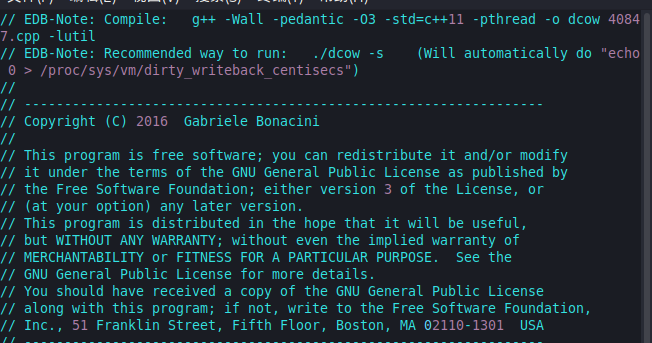 // EDB-Note: Compile:   g++ -Wall -pedantic -O3 -std=c++11 -pthread -o dcow 4084
7.cpp -lutil
// EDB-Note: Recommended way to run:   ./dcow -s    (Will automatically do "echo
 0 > /proc/sys/vm/dirty_writeback_centisecs")
//
// -----------------------------------------------------------------
// Copyright (C) 2016  Gabriele Bonacini
//
// This program is free software; you can redistribute it and/or modify
// it under the terms of the GNU General Public License as published by
// the Free Software Foundation; either version 3 of the License, or
// (at your option) any later version.
// This program is distributed in the hope that it will be useful,
// but WITHOUT ANY WARRANTY; without even the implied warranty of
// MERCHANTABILITY or FITNESS FOR A PARTICULAR PURPOSE.  See the
// GNU General Public License for more details.
// You should have received a copy of the GNU General Public License
// along with this program; if not, write to the Free Software Foundation,
// Inc., 51 Franklin Street, Fifth Floor, Boston, MA 02110-1301  USA
// -----------------------------------------------------------------